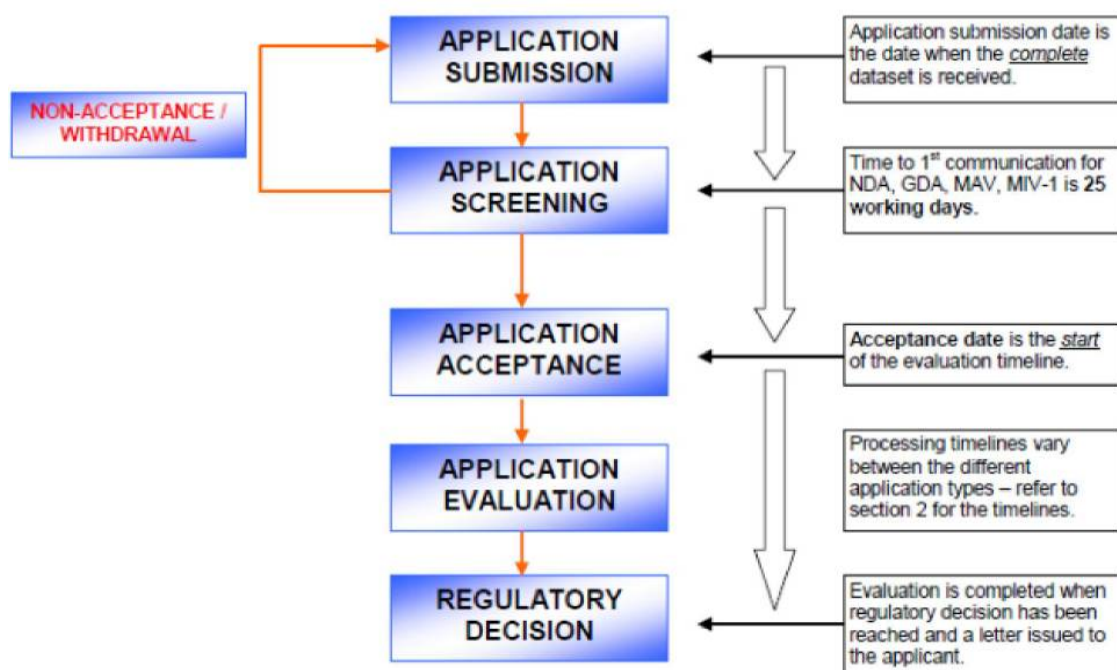 APPLICATION
SUBMISSION
Application submission date is
the date when the complete
dataset is received.
NON-ACCEPTANCE /
WITHDRAWAL
APPLICATION
SCREENING
Time to 1st communication for
NDA, GDA, MAV, MIV-1 is 25
working days.
APPLICATION
ACCEPTANCE
Acceptance date is the start
of the evaluation timeline.
APPLICATION
EVALUATION
Processing timelines vary
between the different
application types – refer to
section 2 for the timelines.
REGULATORY
DECISION
Evaluation is completed when
regulatory decision has been
reached and a letter issued to
the applicant.